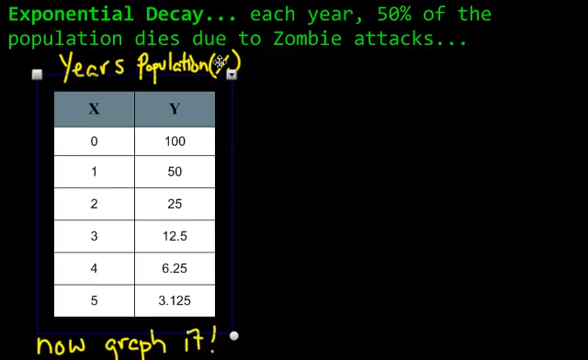 Exponential Decay... each year, 50% of the
population dies due to Zombie attacks...
Years Population(%)
X Y
0 100
1 50
2 25
3 12.5
4 6.25
5 3.125
now graph it!